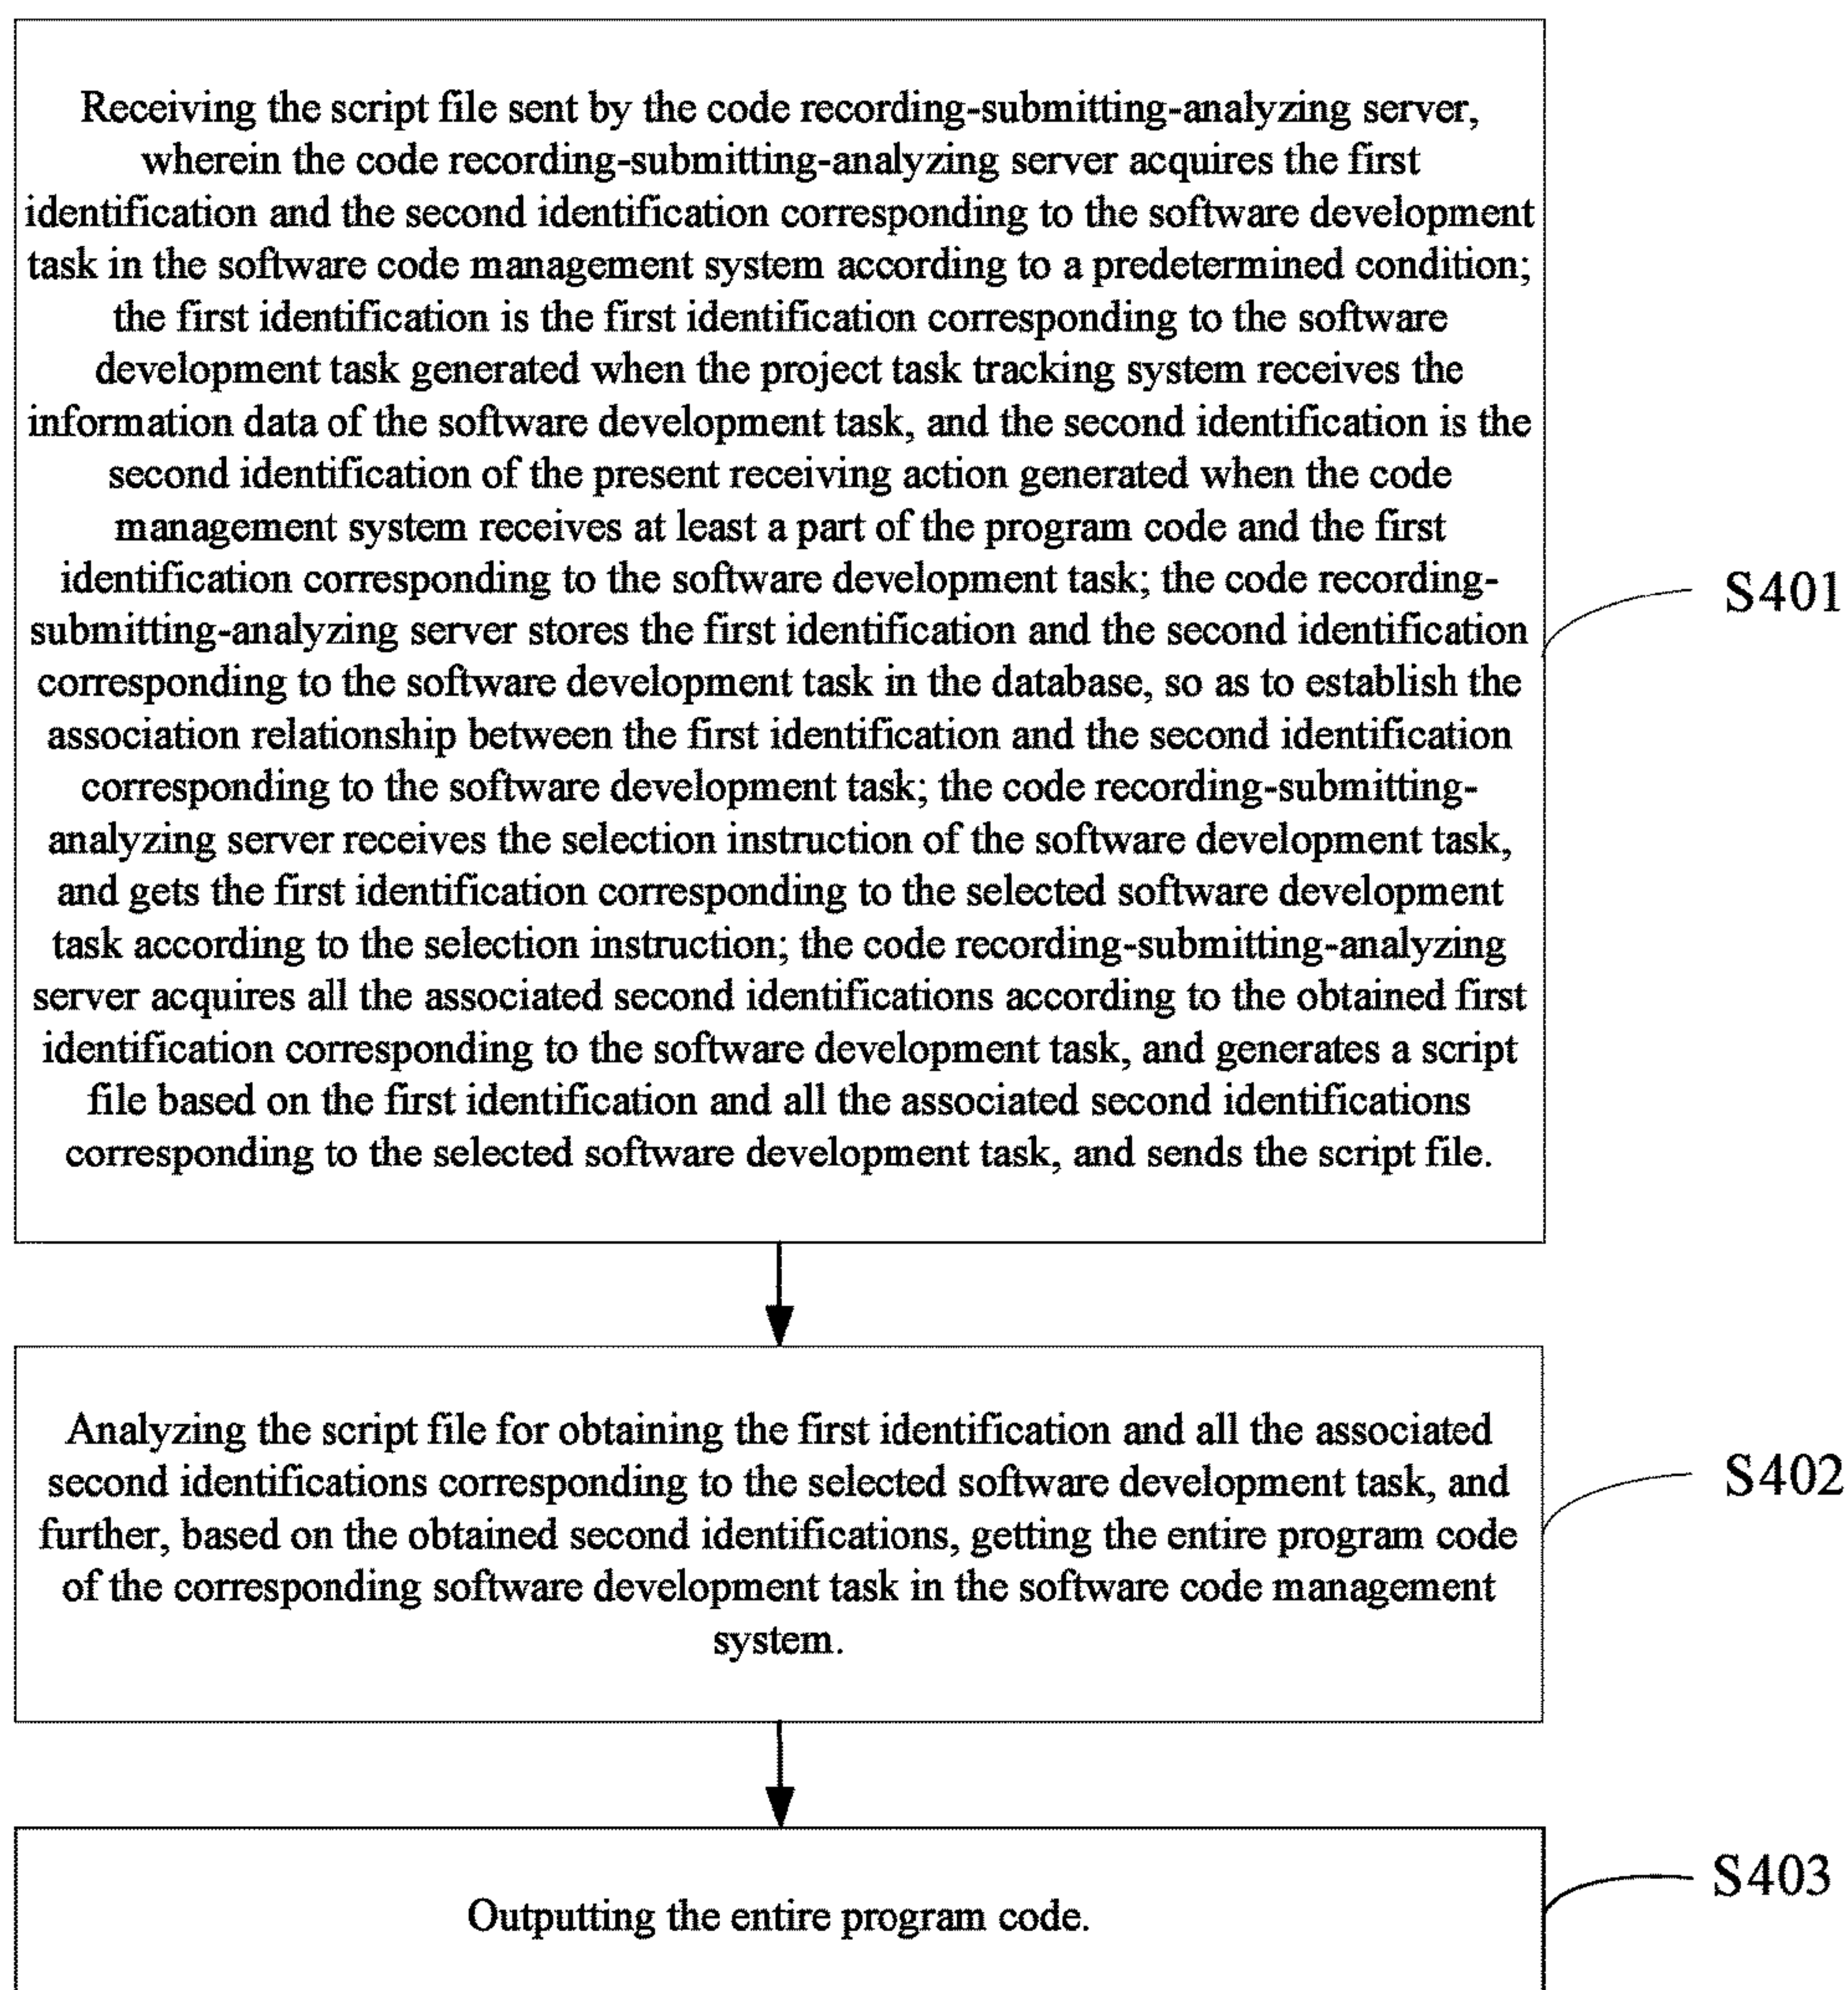 Receiving the script file sent by the code recording-submitting-analyzing server,
wherein the code recording-submitting-analyzing server acquires the first
identification and the second identification corresponding to the software development
task in the software code management system according to a predetermined condition;
the first identification is the first identification corresponding to the software
development task generated when the project task tracking system receives the
information data of the software development task, and the second identification is the
second identification of the present receiving action generated when the code
management system receives at least a part of the program code and the first
identification corresponding to the software development task; the code recording-
submitting-analyzing server stores the first identification and the second identification
corresponding to the software development task in the database, so as to establish the
association relationship between the first identification and the second identification
corresponding to the software development task; the code recording-submitting-
analyzing server receives the selection instruction of the software development task,
and gets the first identification corresponding to the selected software development
task according to the selection instruction; the code recording-submitting-analyzing
server acquires all the associated second identifications according to the obtained first
identification corresponding to the software development task, and generates a script
file based on the first identification and all the associated second identifications
corresponding to the selected software development task, and sends the script file.
S401
Analyzing the script file for obtaining the first identification and all the associated
second identifications corresponding to the selected software development task, and
further, based on the obtained second identifications, getting the entire program code
of the corresponding software development task in the software code management
system.
S402
Outputting the entire program code.
S403